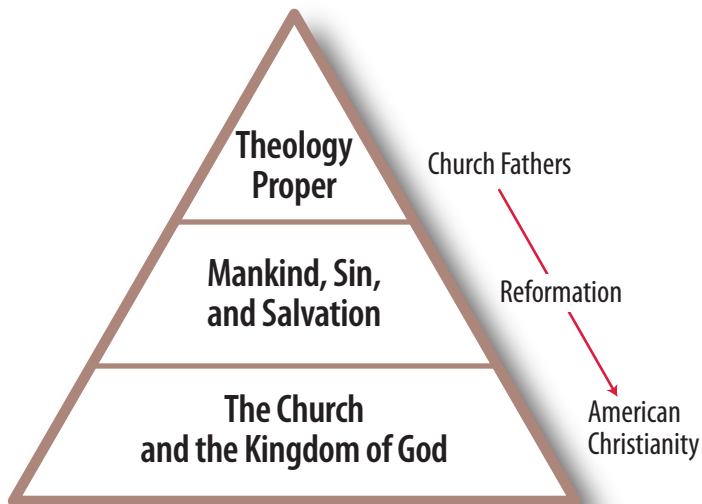 Theology
Proper
Church Fathers
Mankind, Sin,
and Salvation
Reformation
The Church
and the Kingdom of God
American
Christianity